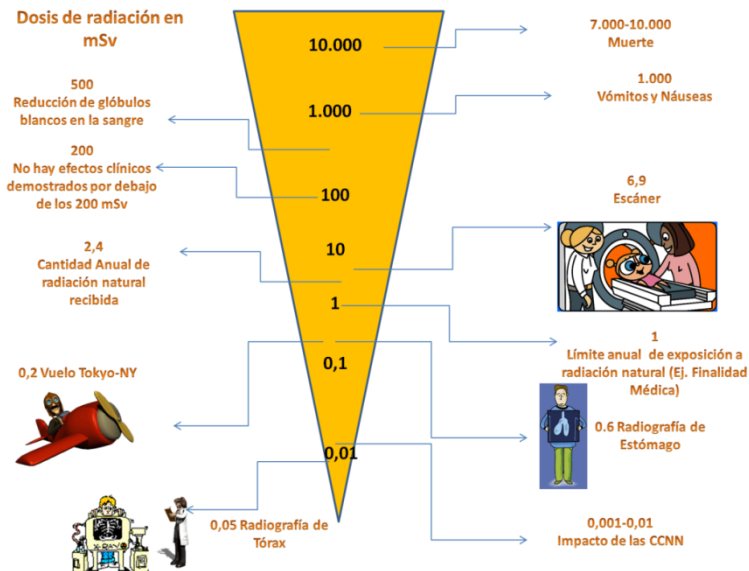 Dosis de radiación en
mSv
500
Reducción de glóbulos
blancos en la sangre
200
No hay efectos clínicos
demostrados por debajo
de los 200 mSv
2,4
Cantidad Anual de
radiación natural
recibida
0,2 Vuelo Tokyo-NY
X-RAY
0,05 Radiografía de
Tórax
10.000
1.000
100
10
1
0,1
0,01
7.000-10.000
Muerte
1.000
Vómitos y Náuseas
6,9
Escáner
1
Límite anual de exposición a
radiación natural (Ej. Finalidad
Médica)
0.6 Radiografía de
Estómago
0,001-0,01
Impacto de las CCNN